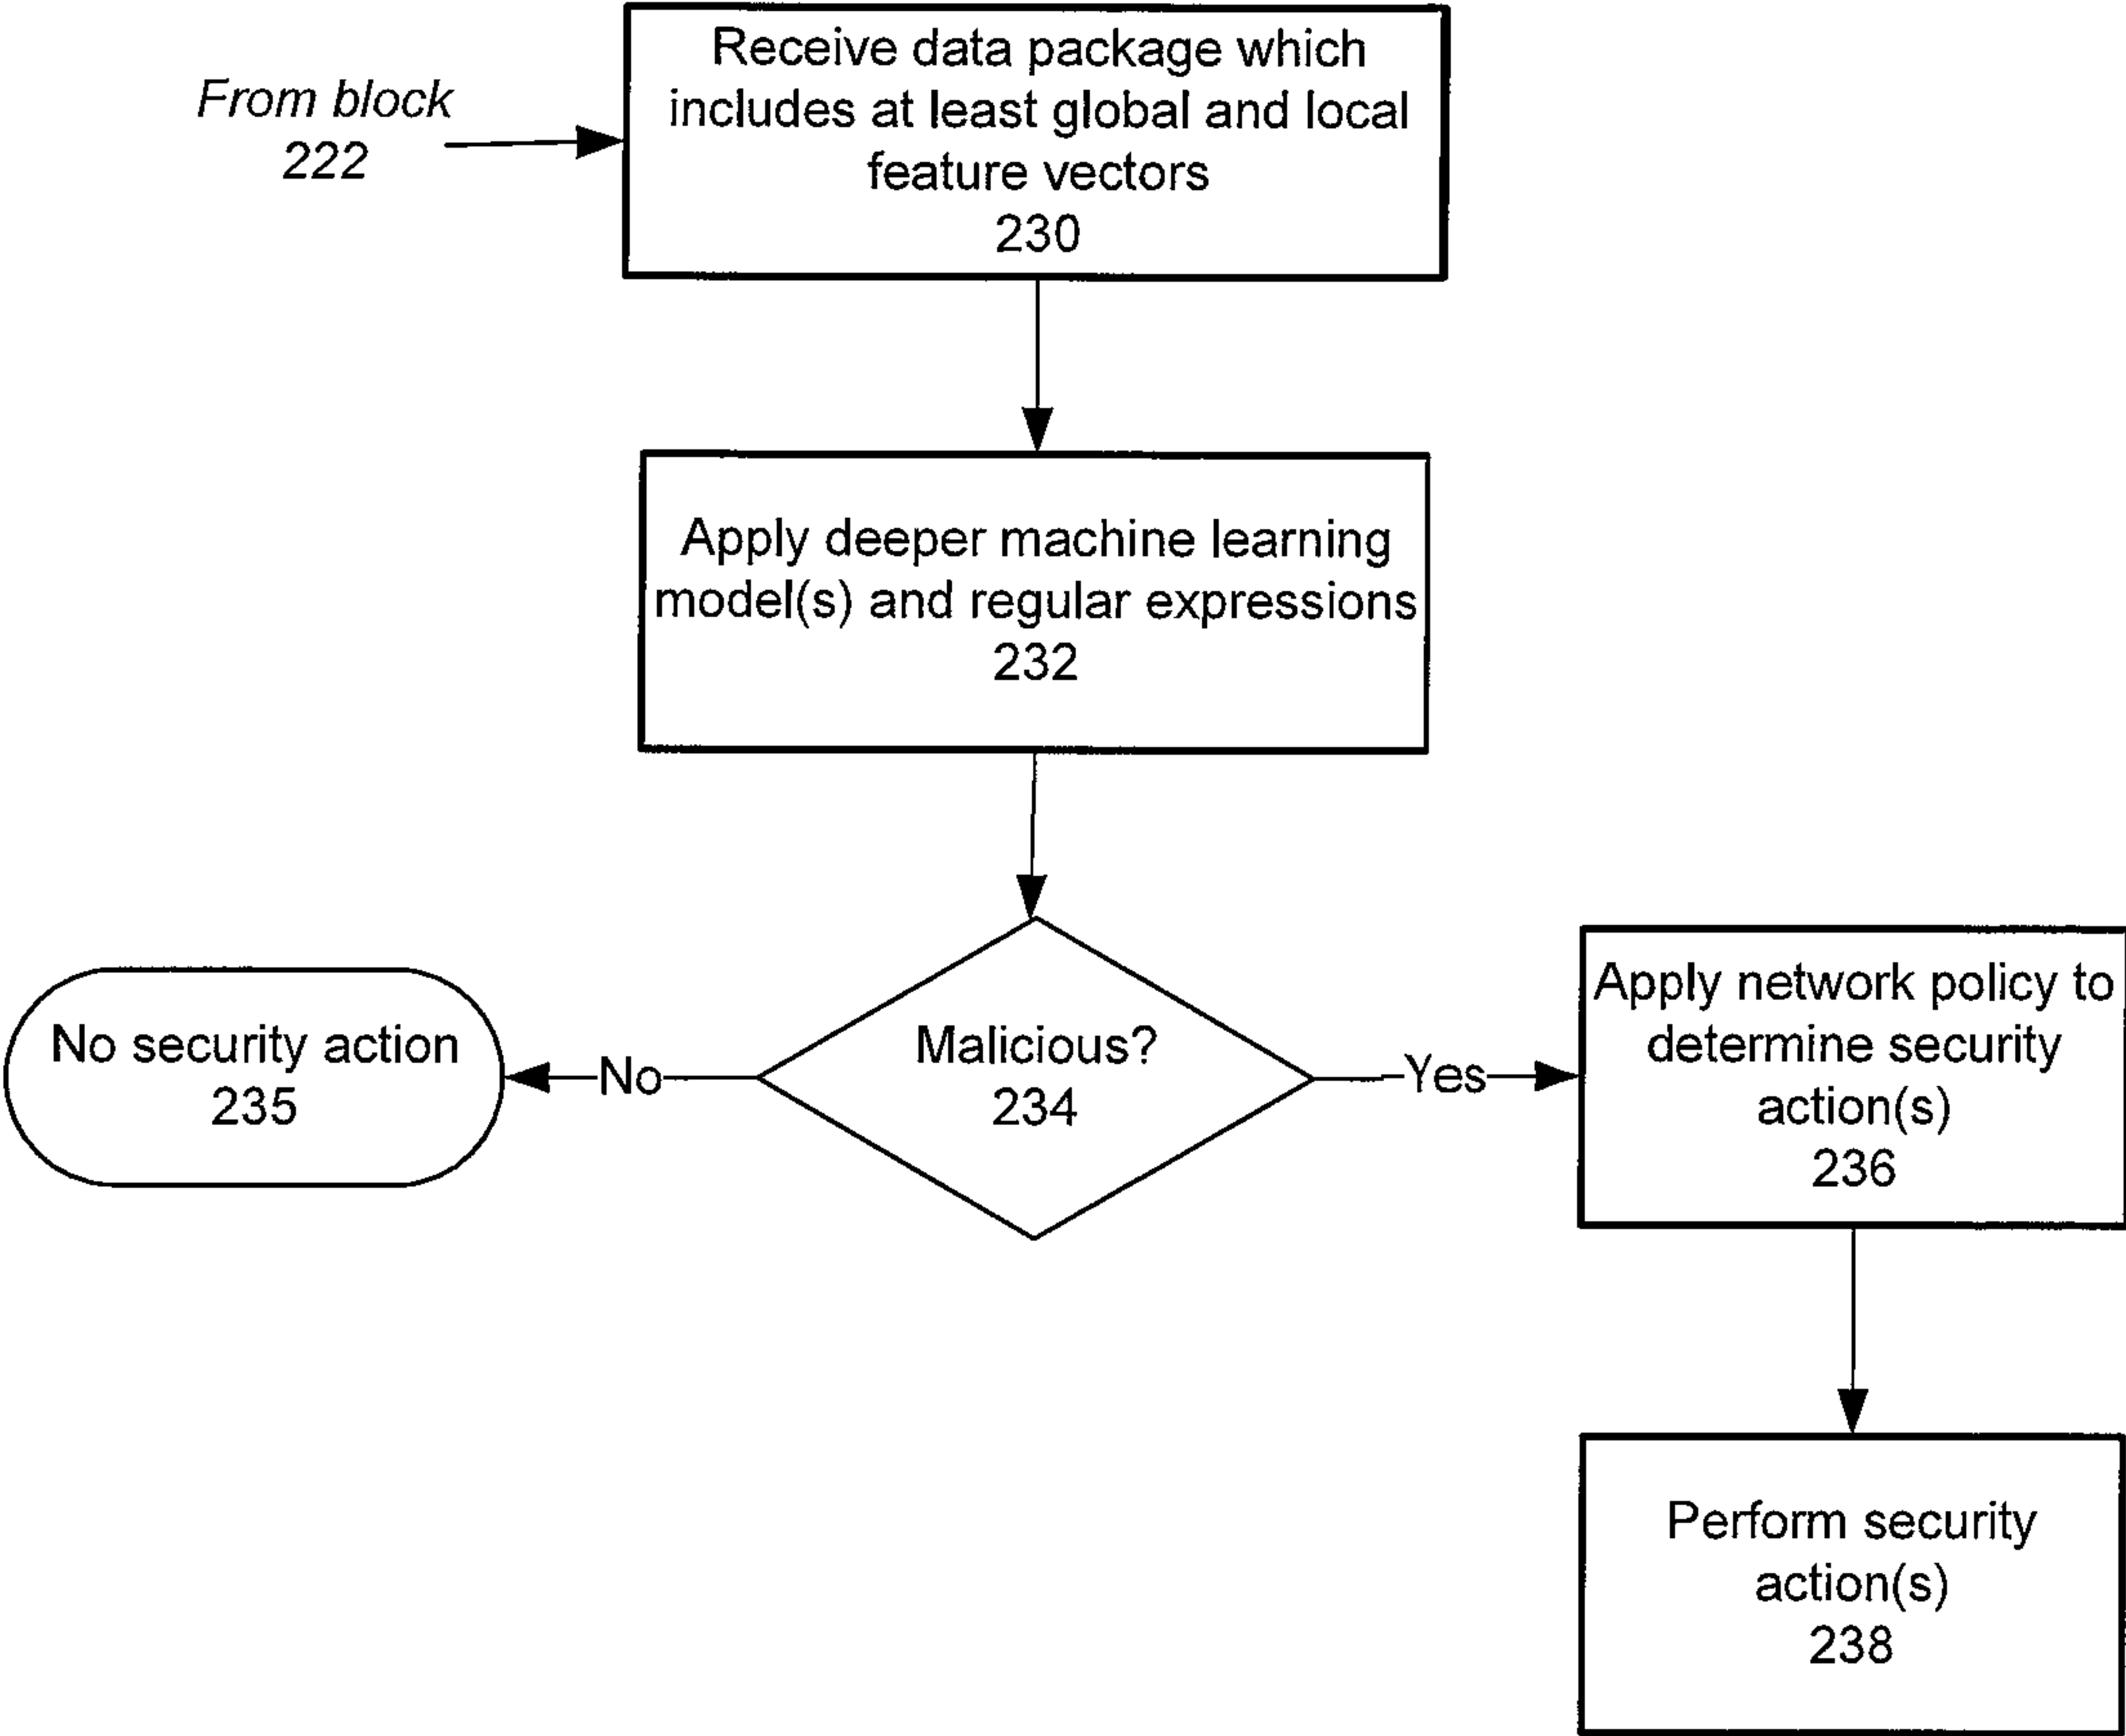 Receive data package which
includes at least global and local
feature vectors
230
From block
222
Apply deeper machine learning
model(s) and regular expressions
232
Malicious?
234
No
No security action
235
Yes
Apply network policy to
determine security
action(s)
236
Perform security
action(s)
238